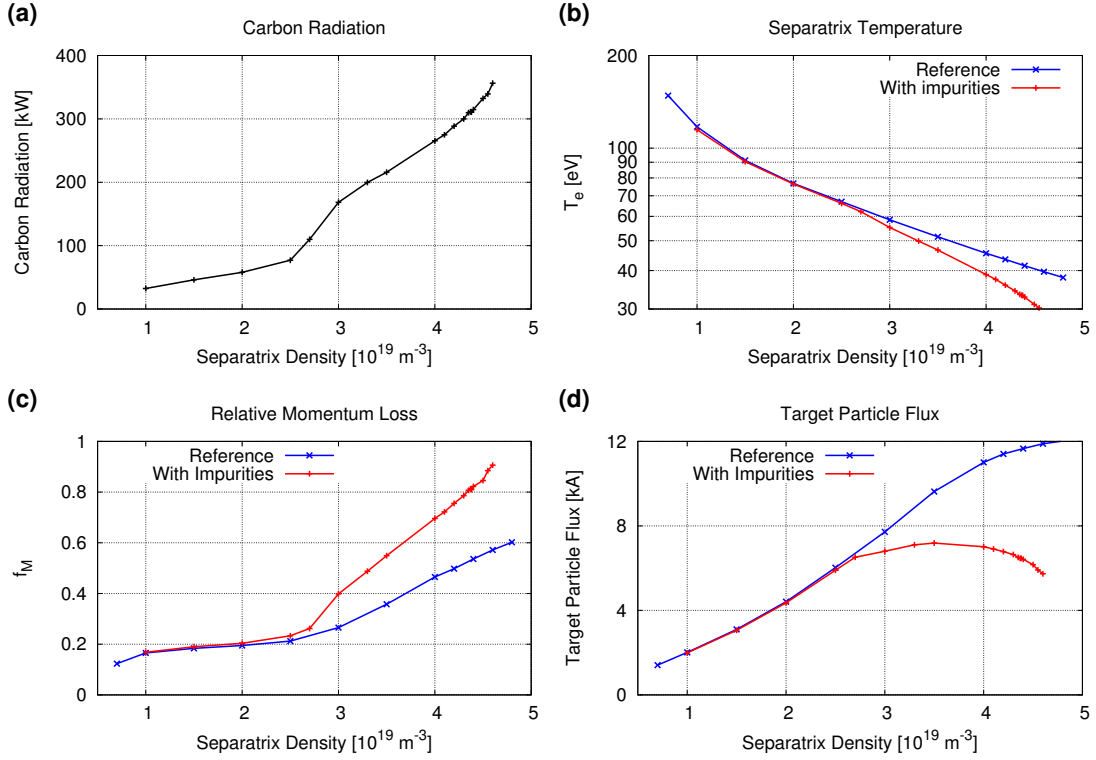 (a)
Carbon Radiation
400
300
200
100
0
Carbon Radiation [kW]
1 2 3 4 5
Separatrix Density [10^19 m^-3]
(b)
Separatrix Temperature
Reference
With impurities
200
100
90
80
70
60
50
40
30
T_e [eV]
1 2 3 4 5
Separatrix Density [10^19 m^-3]
(c)
Relative Momentum Loss
Reference
With Impurities
1
0.8
0.6
0.4
0.2
0
f_M
1 2 3 4 5
Separatrix Density [10^19 m^-3]
(d)
Target Particle Flux
Reference
With Impurities
12
8
4
0
Target Particle Flux [kA]
1 2 3 4 5
Separatrix Density [10^19 m^-3]